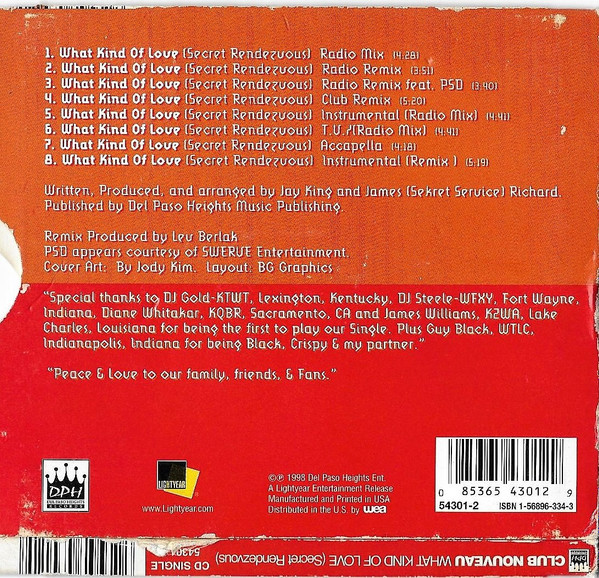 1. What Kind Of Love (Secret Rendezvous) Radio Mix (4:28)
2. What Kind Of Love (Secret Rendezvous) Radio Remix (3:51)
3. What Kind Of Love (Secret Rendezvous) Radio Remix feat. PSD (3:40)
4. What Kind Of Love (Secret Rendezvous) Club Remix (5:20)
5. What Kind Of Love (Secret Rendezvous) Instrumental (Radio Mix) (4:41)
6. What Kind Of Love (Secret Rendezvous) T.V./(Radio Mix) (4:41)
7. What Kind Of Love (Secret Rendezvous) Accapella (4:18)
8. What Kind Of Love (Secret Rendezvous) Instrumental (Remix ) (5:19)
Written, Produced, and arranged by Jay King and James (Sekret Service) Richard.
Published by Del Paso Heights Music Publishing.
Remix Produced by Lev Berlak
PSD appears courtesy of SWERVE Entertainment.
Cover Art: By Jody Kim. Layout: BG Graphics
"Special thanks to DJ Gold-KTWT, Lexington, Kentucky, DJ Steele-WFXY, Fort Wayne,
Indiana, Diane Whitakar, KQBR, Sacramento, CA and James Williams, KZWA, Lake
Charles, Louisiana for being the first to play our Single. Plus Guy Black, WTLC,
Indianapolis, Indiana for being Black, Crispy & my partner."
"Peace & Love to our family, friends, & Fans."
DPH
DEL PASO HEIGHTS
RECORDS
LIGHTYEAR
www.Lightyear.com
©℗ 1998 Del Paso Heights Ent.
A Lightyear Entertainment Release
Manufactured and Printed in USA
Distributed in the U.S. by wea
0 85365 43012 9
54301-2 ISBN 1-56896-334-3
DPH
CLUB NOUVEAU WHAT KIND OF LOVE (Secret Rendezvous)
CD SINGLE